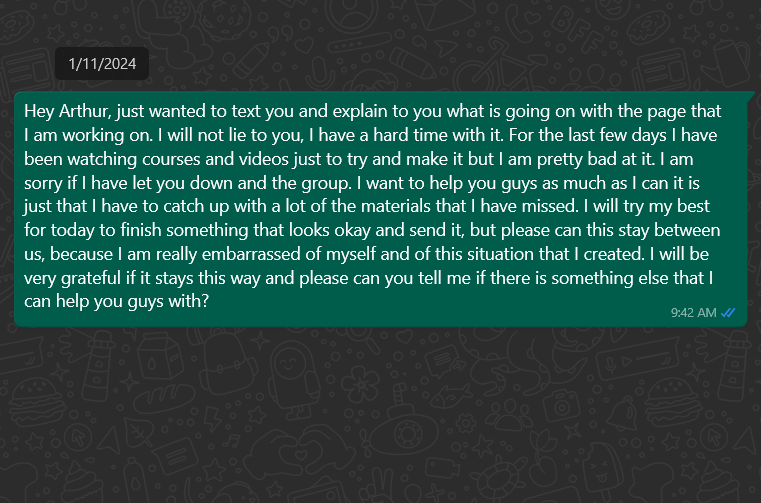 1/11/2024
Hey Arthur, just wanted to text you and explain to you what is going on with the page that
I am working on. I will not lie to you, I have a hard time with it. For the last few days I have
been watching courses and videos just to try and make it but I am pretty bad at it. I am
sorry if I have let you down and the group. I want to help you guys as much as I can it is
just that I have to catch up with a lot of the materials that I have missed. I will try my best
for today to finish something that looks okay and send it, but please can this stay between
us, because I am really embarrassed of myself and of this situation that I created. I will be
very grateful if it stays this way and please can you tell me if there is something else that I
can help you guys with?
9:42 AM